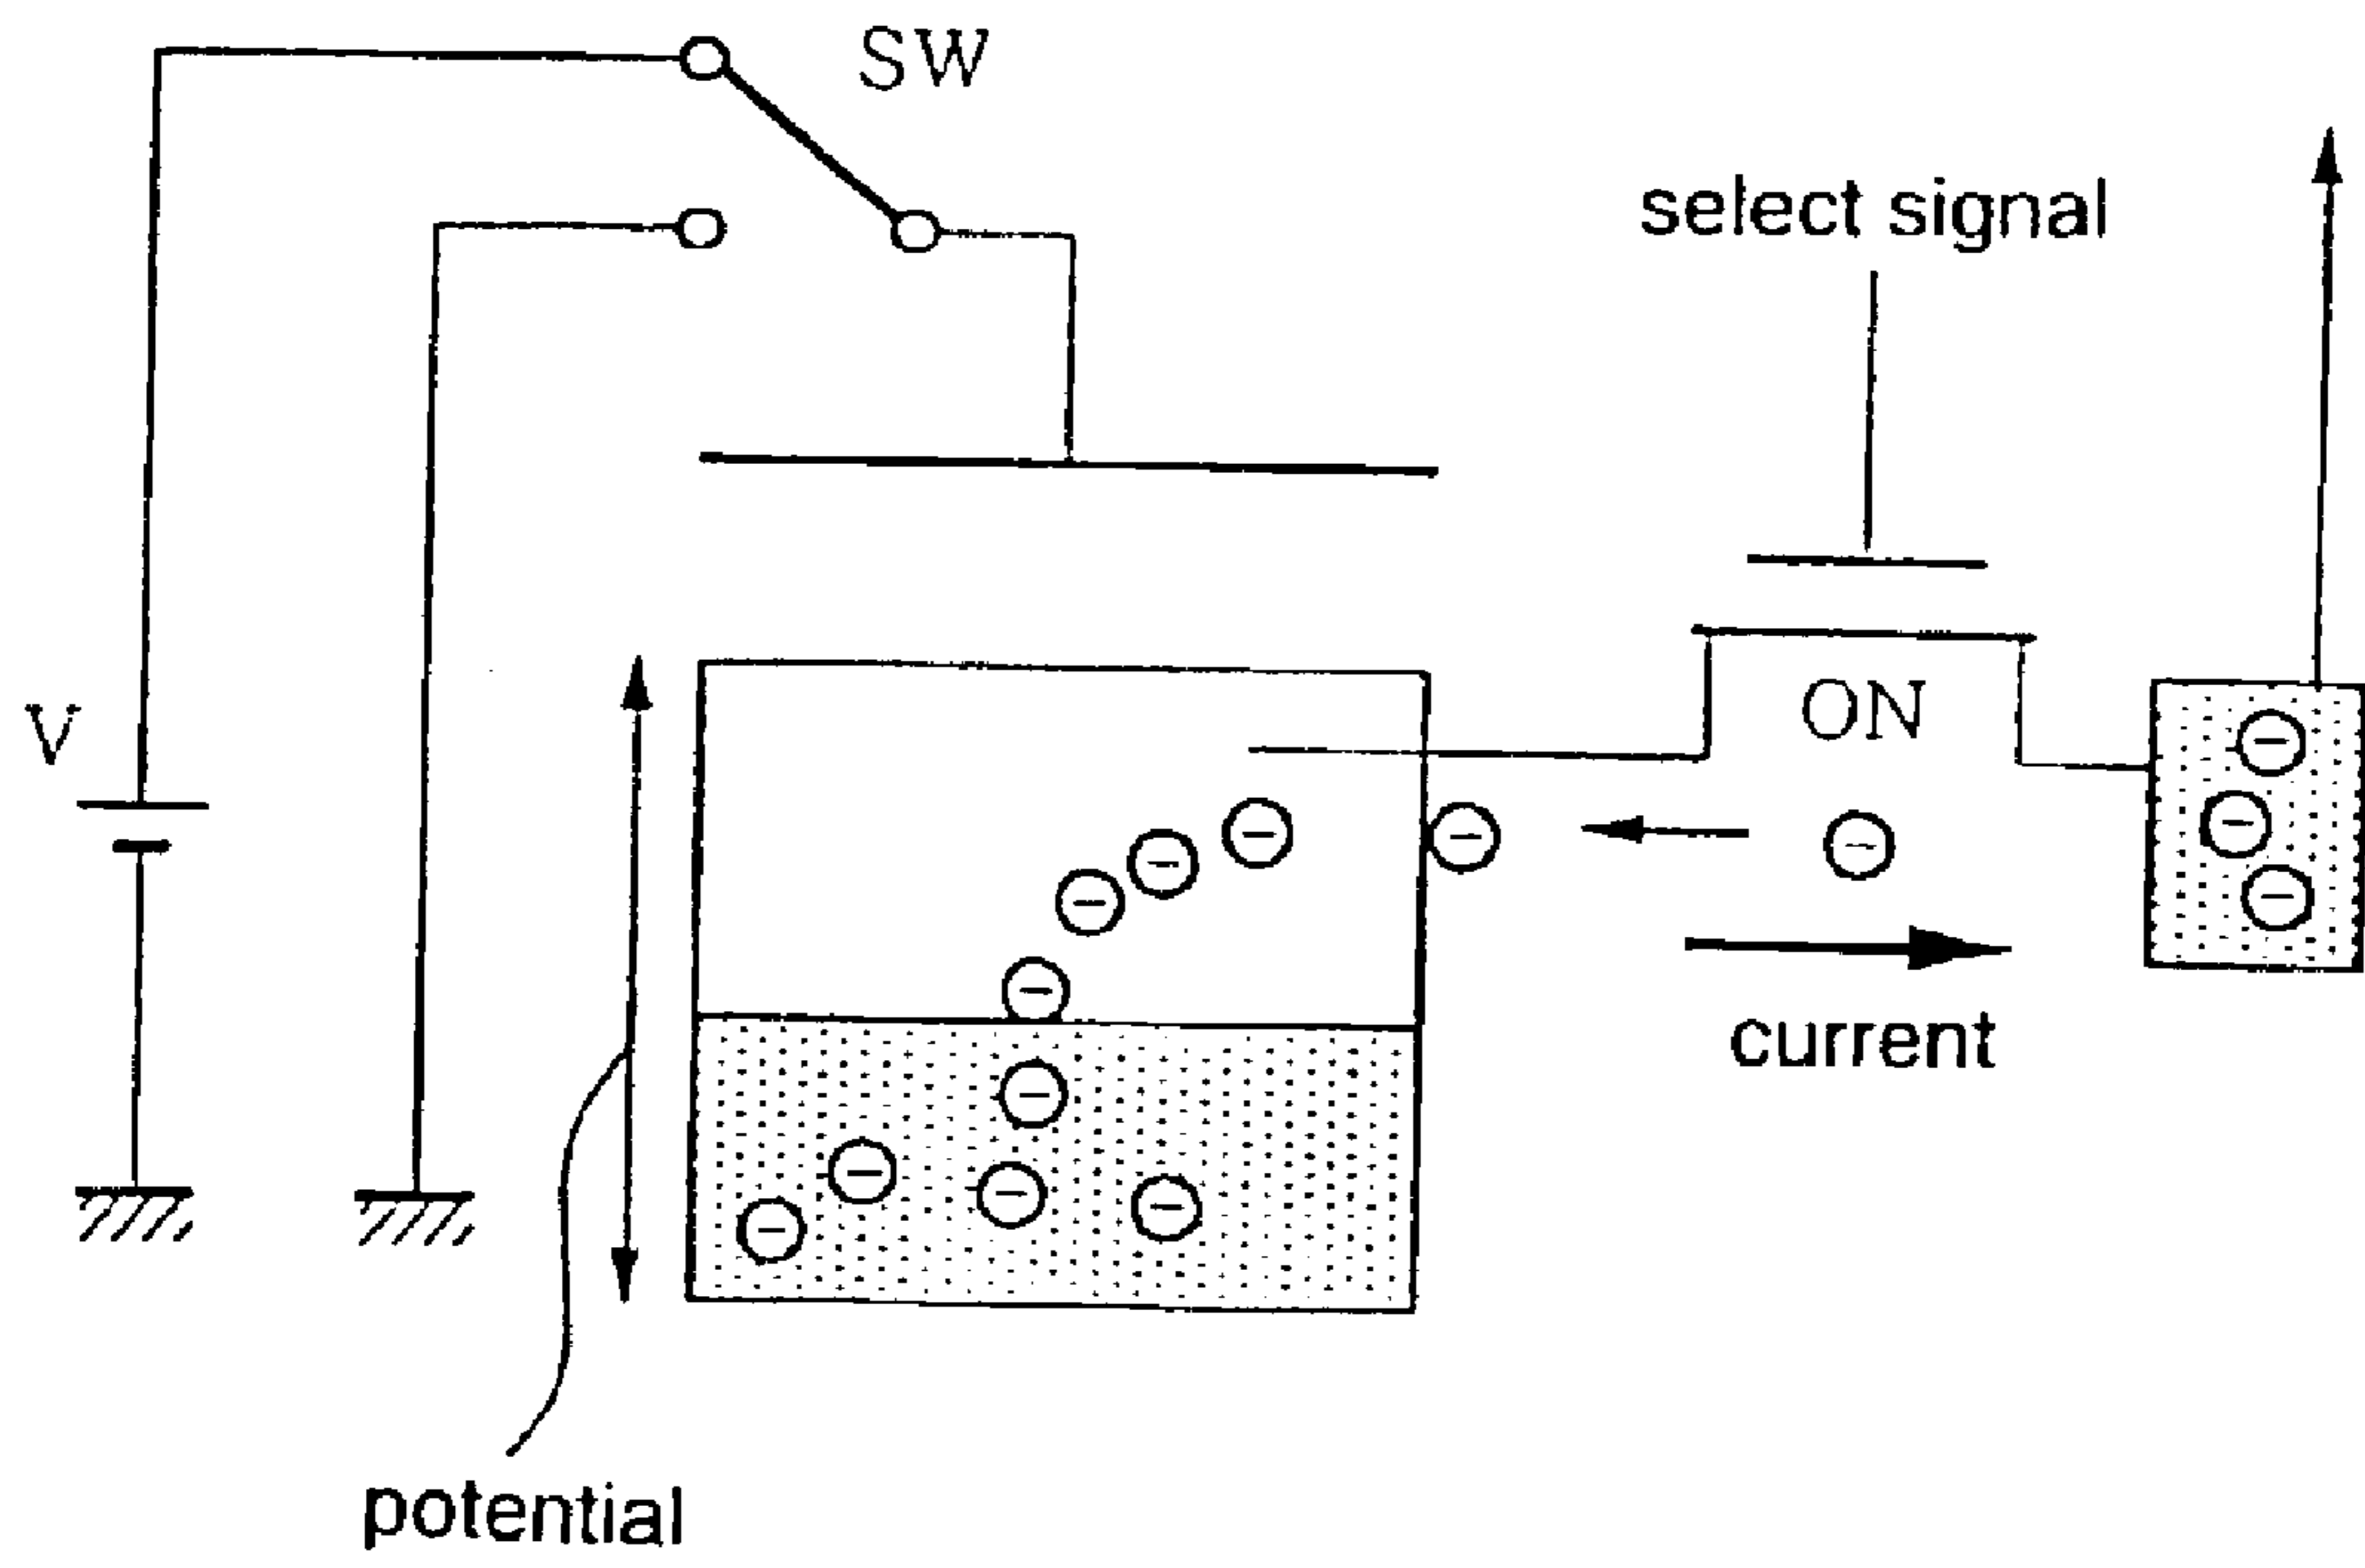 SW
select signal
V
ON
current
potential